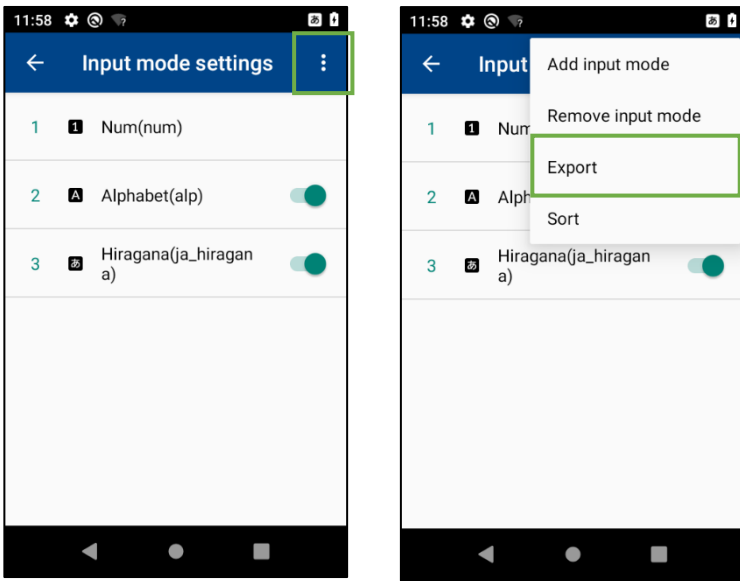 11:58 ? あ
Input mode settings
1 1 Num(num)
2 A Alphabet(alp)
3 あ Hiragana(ja_hiragan
a)
11:58 ? あ
Input
Add input mode
Remove input mode
Export
Sort
1 1 Num
2 A Alph
3 あ Hiragana(ja_hiragan
a)